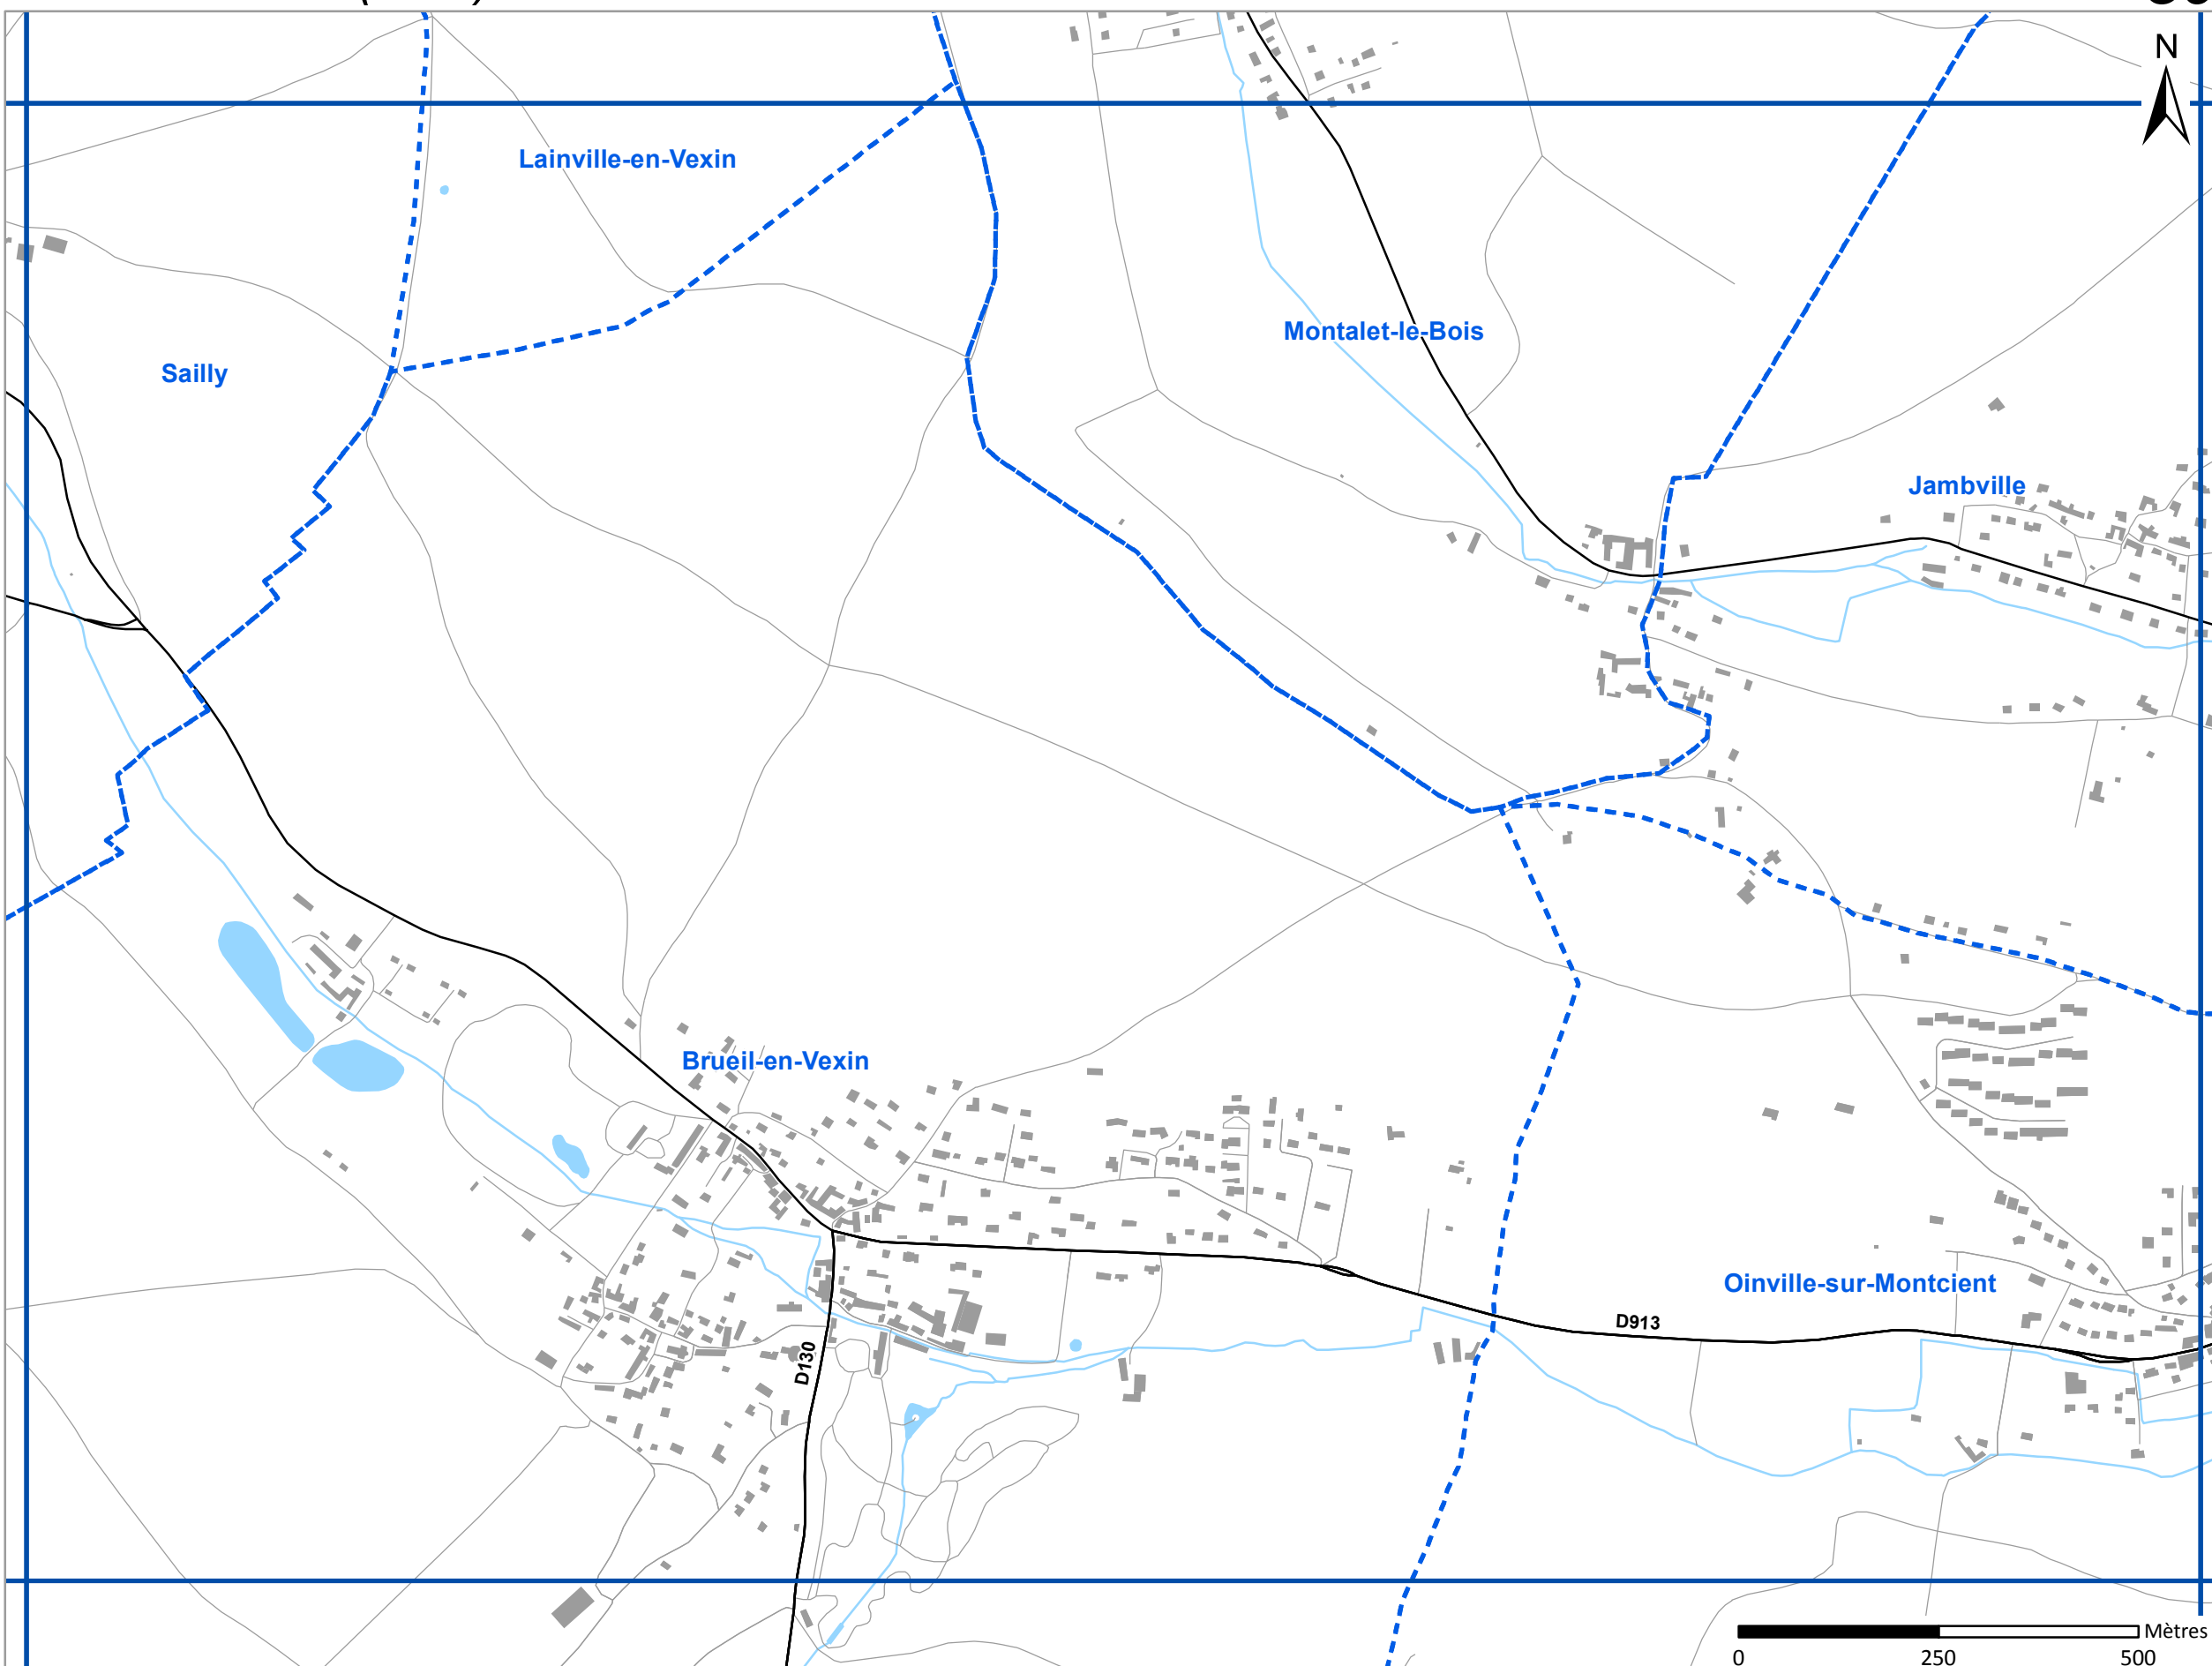 N
Lainville-en-Vexin
Montalet-le-Bois
Sailly
Jambville
Brueil-en-Vexin
Oinville-sur-Montcient
D913
D130
Mètres
0 250 500